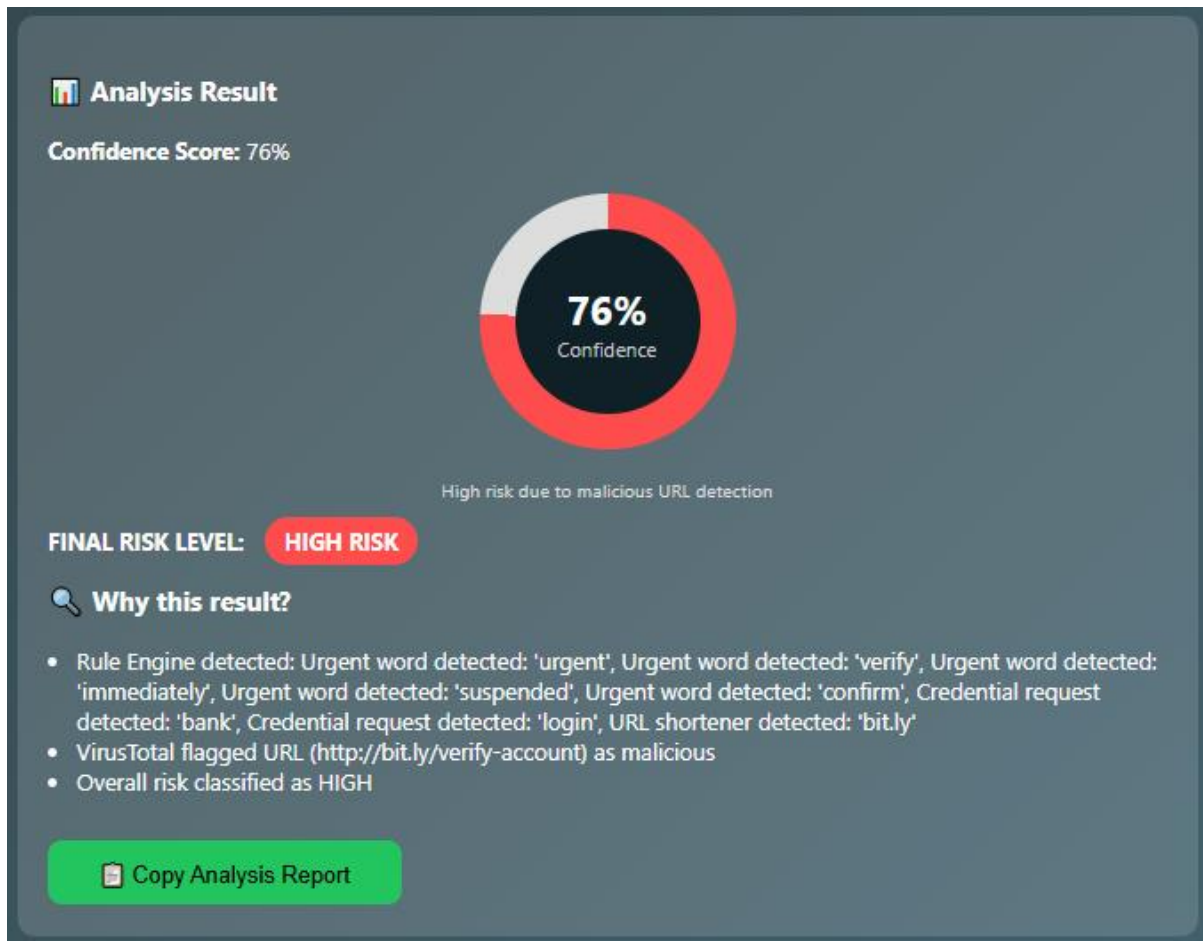 Analysis Result
Confidence Score: 76%
76%
Confidence
High risk due to malicious URL detection
FINAL RISK LEVEL: HIGH RISK
Why this result?
• Rule Engine detected: Urgent word detected: 'urgent', Urgent word detected: 'verify', Urgent word detected:
'immediately', Urgent word detected: 'suspended', Urgent word detected: 'confirm', Credential request
detected: 'bank', Credential request detected: 'login', URL shortener detected: 'bit.ly'
• VirusTotal flagged URL (http://bit.ly/verify-account) as malicious
• Overall risk classified as HIGH
Copy Analysis Report